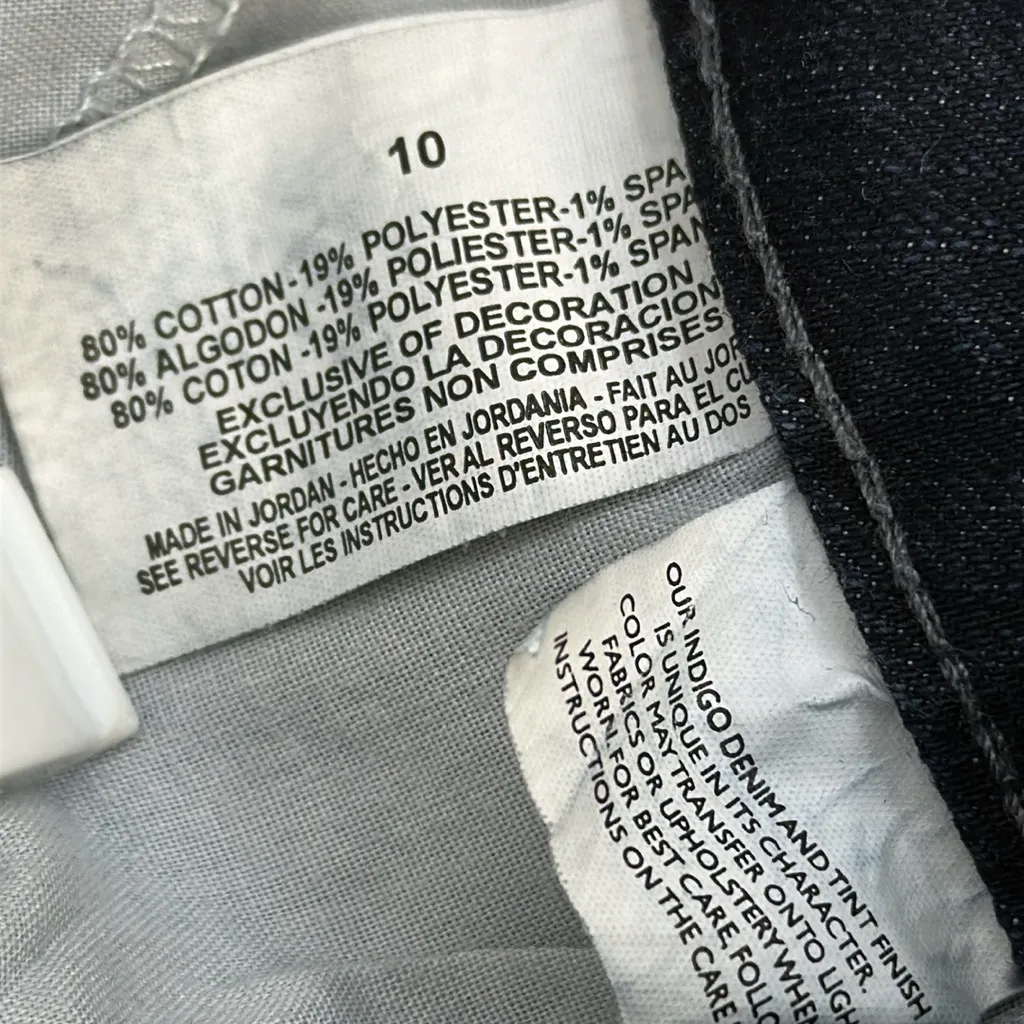 10
80% COTTON-19% POLYESTER-1% SPA
80% ALGODON -19% POLIESTER-1% SPA
80% COTON -19% POLYESTER-1% SPAN
EXCLUSIVE OF DECORATION
EXCLUYENDO LA DECORACION
GARNITURES NON COMPRISES
MADE IN JORDAN - HECHO EN JORDANIA - FAIT AU JOR
SEE REVERSE FOR CARE - VER AL REVERSO PARA EL CU
VOIR LES INSTRUCTIONS D'ENTRETIEN AU DOS
OUR INDIGO DENIM AND TINT FINISH
IS UNIQUE IN ITS CHARACTER.
COLOR MAY TRANSFER ONTO LIGH
FABRICS OR UPHOLSTERY WHEN
WORN. FOR BEST CARE, FOLLO
INSTRUCTIONS ON THE CARE